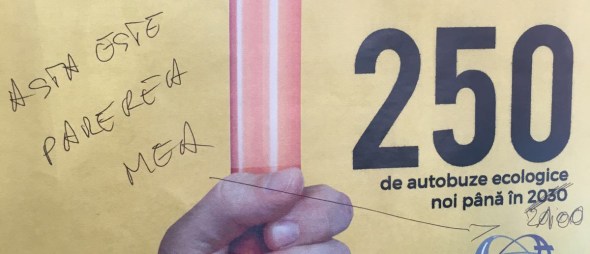 ASTA ESTE
PAREREA
MEA
250
de autobuze ecologice
noi până în 2030
2100